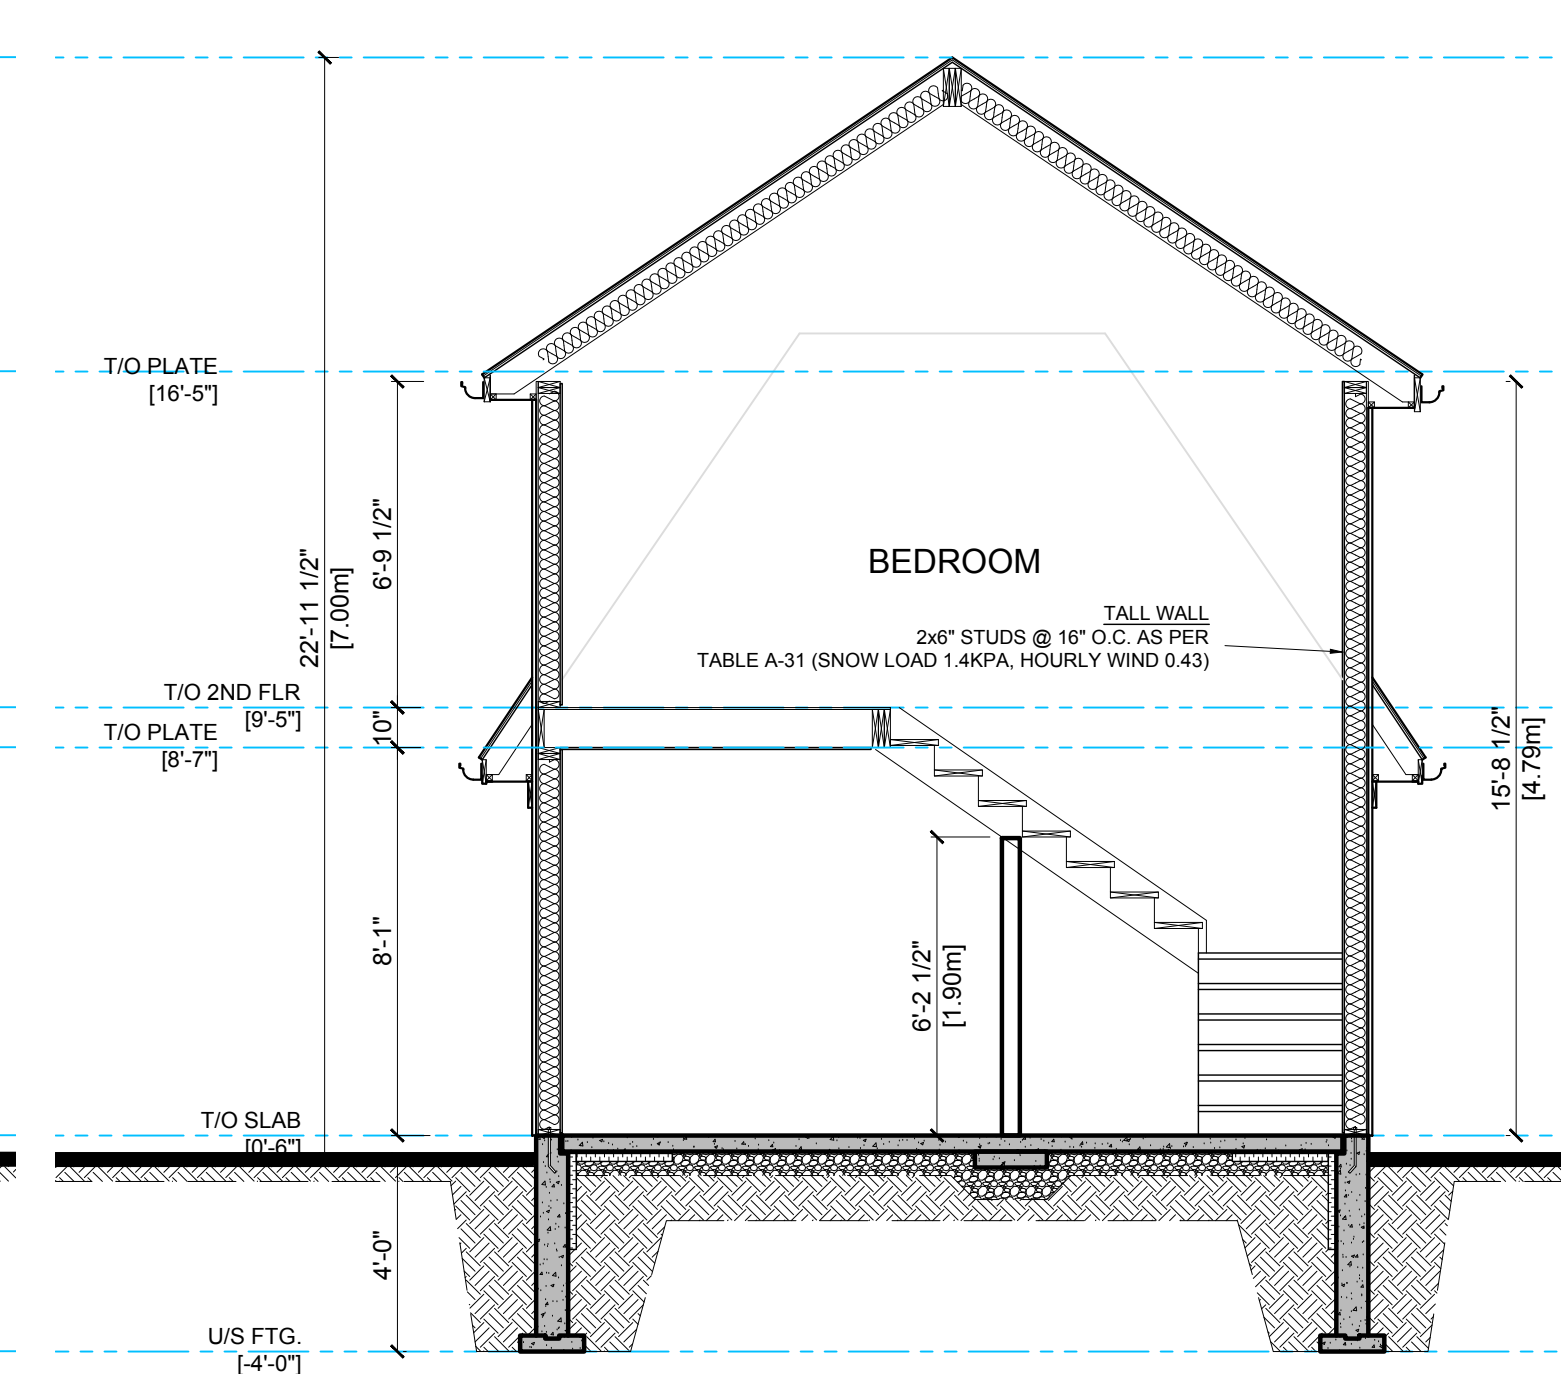 T/O PLATE
[16'-5"]
6'-9 1/2"
22'-11 1/2"
[7.00m]
BEDROOM
TALL WALL
2x6" STUDS @ 16" O.C. AS PER
TABLE A-31 (SNOW LOAD 1.4KPA, HOURLY WIND 0.43)
T/O 2ND FLR
[9'-5"]
10"
T/O PLATE
[8'-7"]
15'-8 1/2"
[4.79m]
8'-1"
6'-2 1/2"
[1.90m]
T/O SLAB
[0'-6"]
4'-0"
U/S FTG.
[-4'-0"]